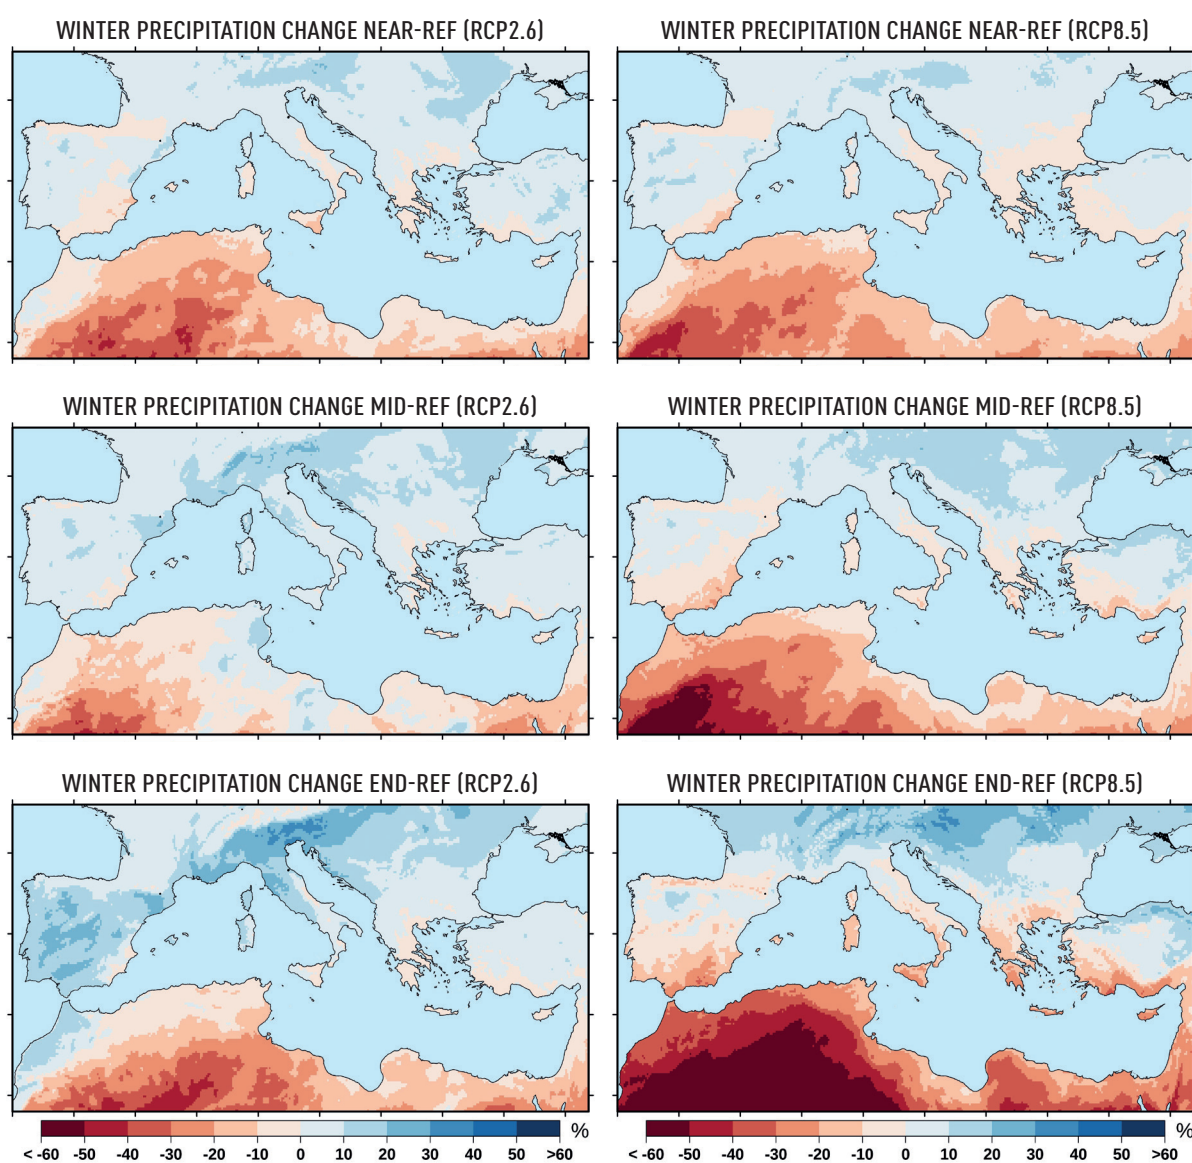 WINTER PRECIPITATION CHANGE NEAR-REF (RCP2.6)
WINTER PRECIPITATION CHANGE NEAR-REF (RCP8.5)
WINTER PRECIPITATION CHANGE MID-REF (RCP2.6)
WINTER PRECIPITATION CHANGE MID-REF (RCP8.5)
WINTER PRECIPITATION CHANGE END-REF (RCP2.6)
WINTER PRECIPITATION CHANGE END-REF (RCP8.5)
%
< -60 -50 -40 -30 -20 -10 0 10 20 30 40 50 >60
%
< -60 -50 -40 -30 -20 -10 0 10 20 30 40 50 >60